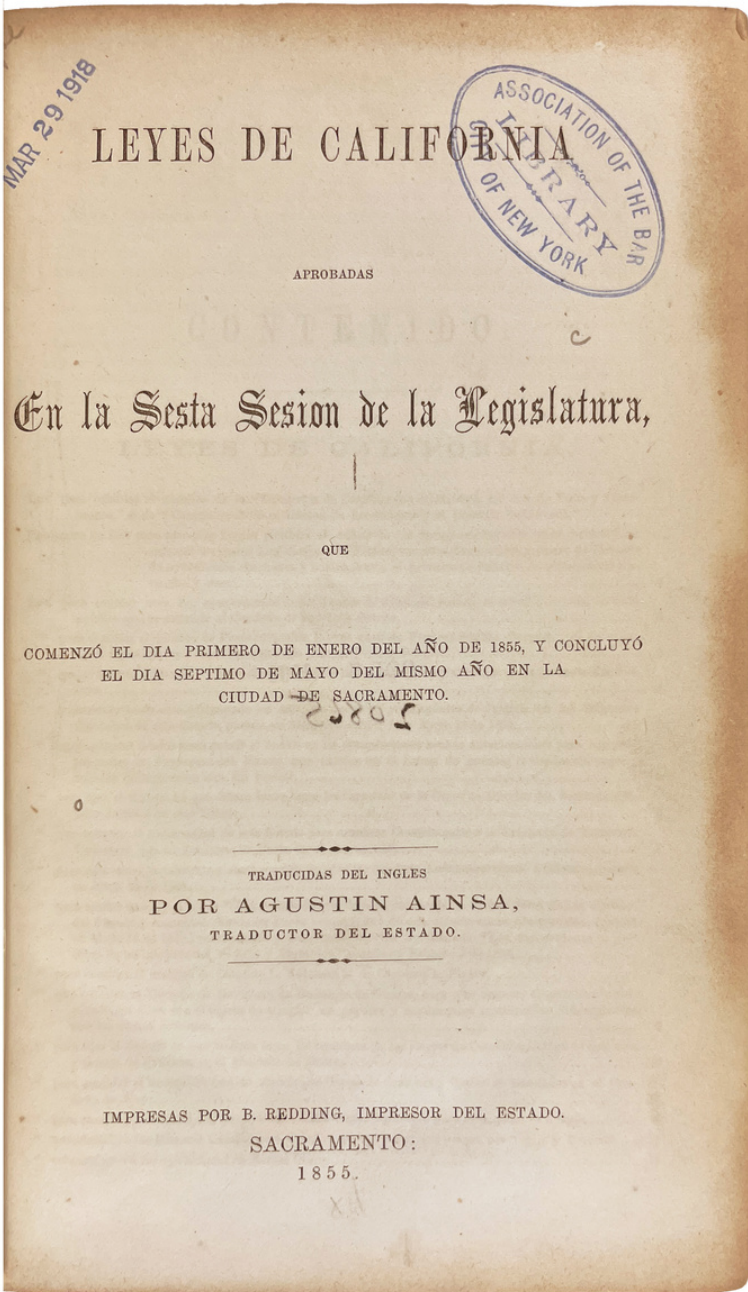 MAR 29 1918
ASSOCIATION OF THE BAR
LIBRARY
OF NEW YORK
LEYES DE CALIFORNIA
APROBADAS
En la Sesta Sesion de la Legislatura,
QUE
COMENZÓ EL DIA PRIMERO DE ENERO DEL AÑO DE 1855, Y CONCLUYÓ
EL DIA SEPTIMO DE MAYO DEL MISMO AÑO EN LA
CIUDAD DE SACRAMENTO.
TRADUCIDAS DEL INGLES
POR AGUSTIN AINSA,
TRADUCTOR DEL ESTADO.
IMPRESAS POR B. REDDING, IMPRESOR DEL ESTADO.
SACRAMENTO:
1855.